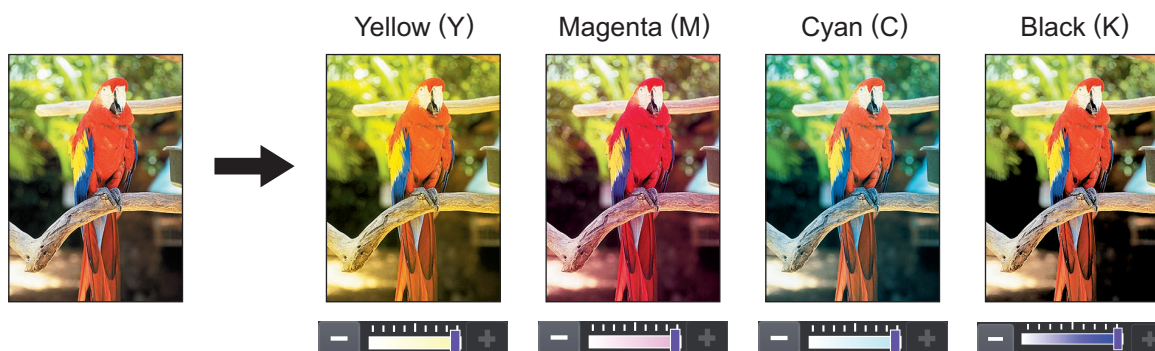 Yellow (Y)
Magenta (M)
Cyan (C)
Black (K)